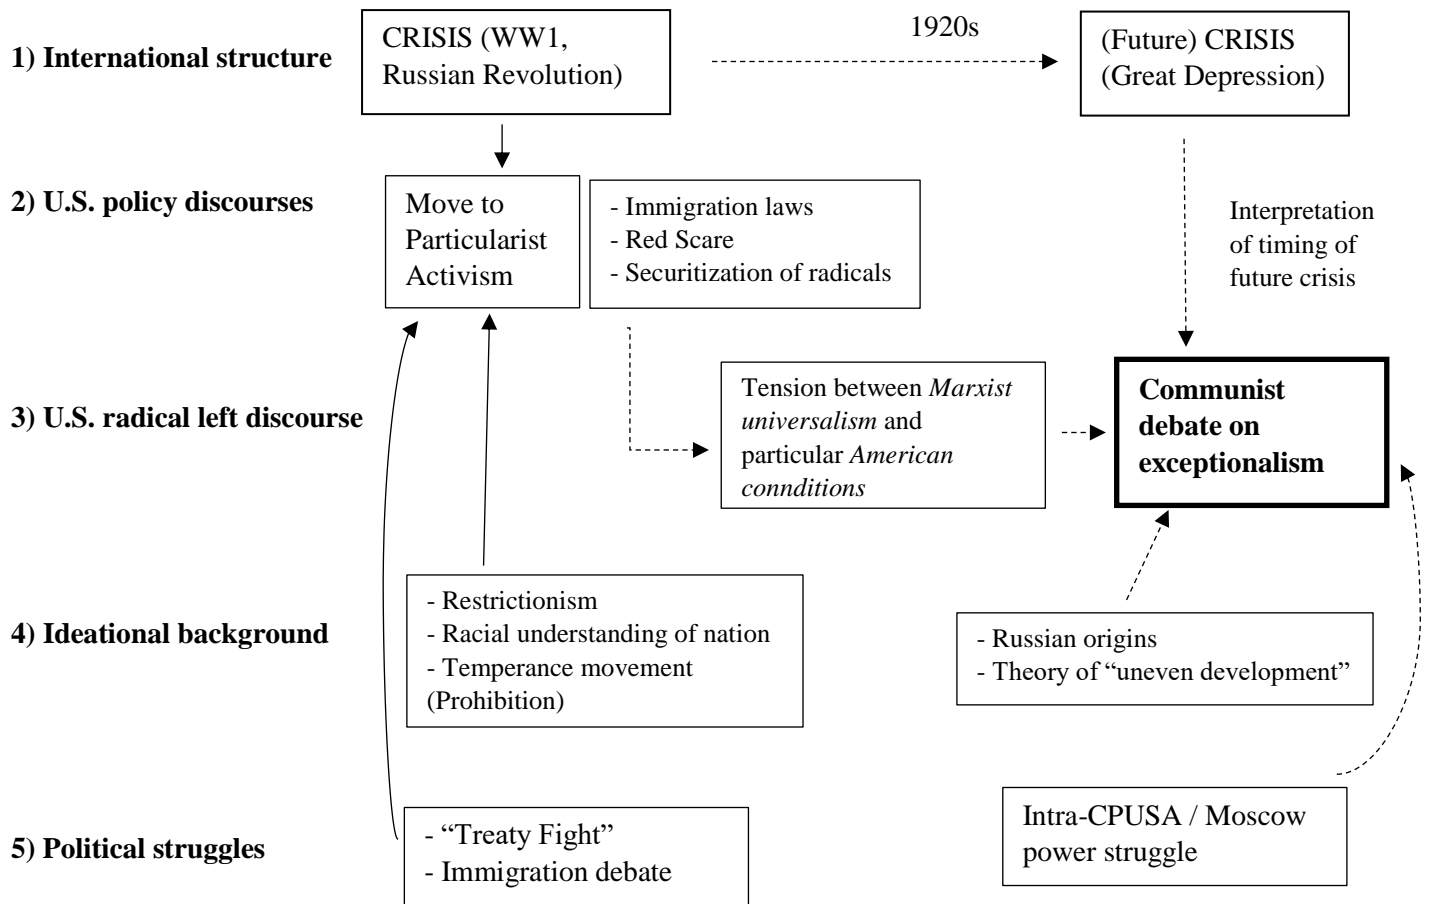 1) International structure
CRISIS (WW1,
Russian Revolution)
1920s
(Future) CRISIS
(Great Depression)
2) U.S. policy discourses
Move to
Particularist
Activism
- Immigration laws
- Red Scare
- Securitization of radicals
Interpretation
of timing of
future crisis
3) U.S. radical left discourse
Tension between Marxist
universalism and
particular American
connditions
Communist
debate on
exceptionalism
4) Ideational background
- Restrictionism
- Racial understanding of nation
- Temperance movement
(Prohibition)
- Russian origins
- Theory of “uneven development”
5) Political struggles
- “Treaty Fight”
- Immigration debate
Intra-CPUSA / Moscow
power struggle